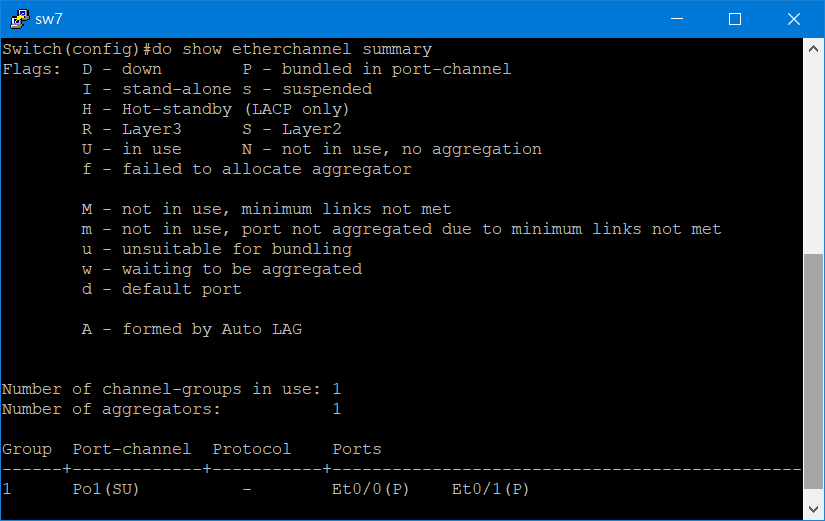 sw7
Switch(config)#do show etherchannel summary
Flags:  D - down        P - bundled in port-channel
        I - stand-alone s - suspended
        H - Hot-standby (LACP only)
        R - Layer3      S - Layer2
        U - in use      N - not in use, no aggregation
        f - failed to allocate aggregator

        M - not in use, minimum links not met
        m - not in use, port not aggregated due to minimum links not met
        u - unsuitable for bundling
        w - waiting to be aggregated
        d - default port

        A - formed by Auto LAG


Number of channel-groups in use: 1
Number of aggregators:           1

Group  Port-channel  Protocol    Ports
------+-------------+-----------+-----------------------------------------------
1      Po1(SU)          -        Et0/0(P)    Et0/1(P)